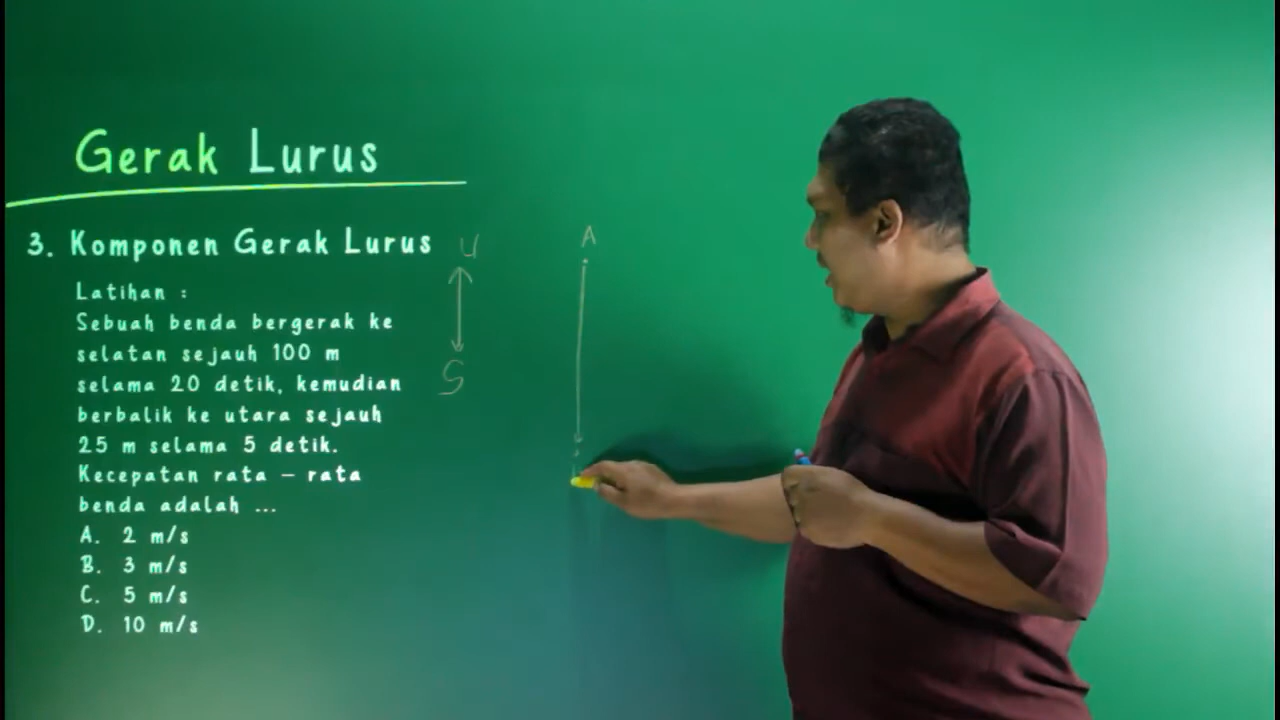 Gerak Lurus
3. Komponen Gerak Lurus
Latihan :
Sebuah benda bergerak ke
selatan sejauh 100 m
selama 20 detik, kemudian
berbalik ke utara sejauh
25 m selama 5 detik.
Kecepatan rata - rata
benda adalah ...
A. 2 m/s
B. 3 m/s
C. 5 m/s
D. 10 m/s
U
S
A